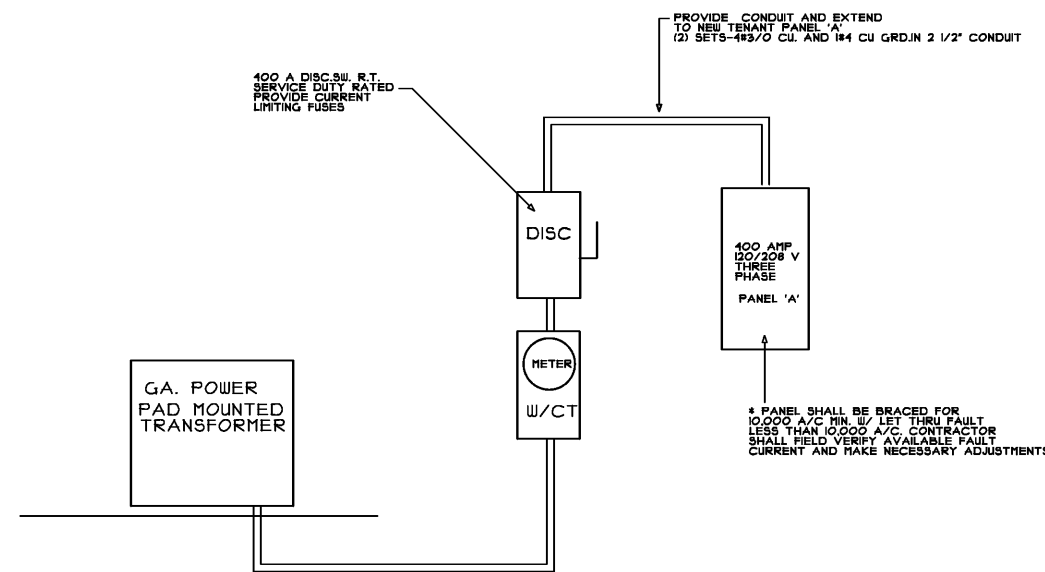 PROVIDE CONDUIT AND EXTEND
TO NEW TENANT PANEL 'A'
(2) SETS-4#3/0 CU. AND 1#4 CU GRD.IN 2 1/2" CONDUIT
400 A DISC.SW. R.T.
SERVICE DUTY RATED
PROVIDE CURRENT
LIMITING FUSES
DISC
400 AMP
120/208 V
THREE
PHASE
PANEL 'A'
METER
W/CT
GA. POWER
PAD MOUNTED
TRANSFORMER
* PANEL SHALL BE BRACED FOR
10,000 A/C MIN. W/ LET THRU FAULT
LESS THAN 10,000 A/C. CONTRACTOR
SHALL FIELD VERIFY AVAILABLE FAULT
CURRENT AND MAKE NECESSARY ADJUSTMENTS